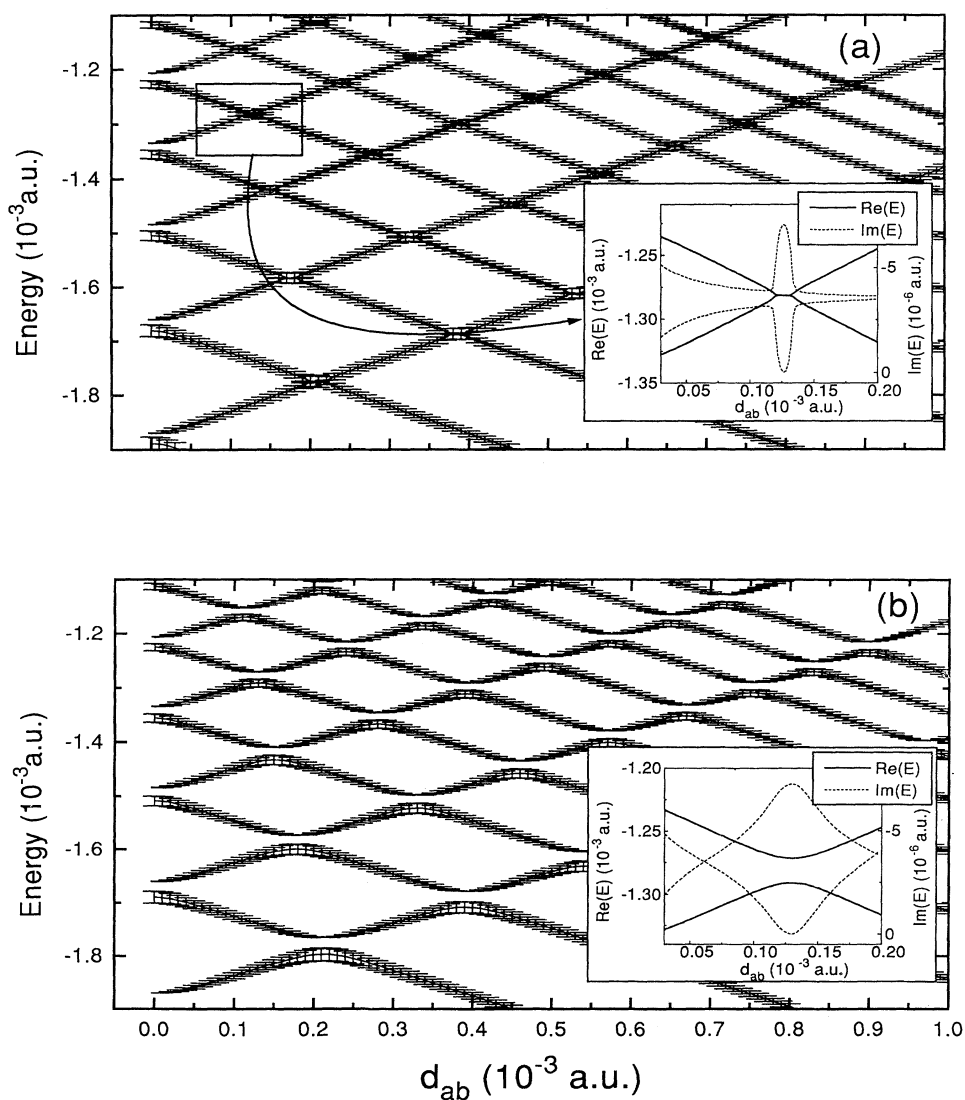 (a)
Energy (10⁻³a.u.)
-1.2
-1.4
-1.6
-1.8
Re(E)
Im(E)
Re(E) (10⁻³ a.u.)
-1.25
-1.30
-1.35
-5
0
Im(E) (10⁻⁶ a.u.)
0.05 0.10 0.15 0.20
d_ab (10⁻³ a.u.)
(b)
Energy (10⁻³a.u.)
-1.2
-1.4
-1.6
-1.8
Re(E)
Im(E)
Re(E) (10⁻³ a.u.)
-1.20
-1.25
-1.30
-5
0
Im(E) (10⁻⁶ a.u.)
0.05 0.10 0.15 0.20
d_ab (10⁻³ a.u.)
0.0 0.1 0.2 0.3 0.4 0.5 0.6 0.7 0.8 0.9 1.0
d_ab (10⁻³ a.u.)